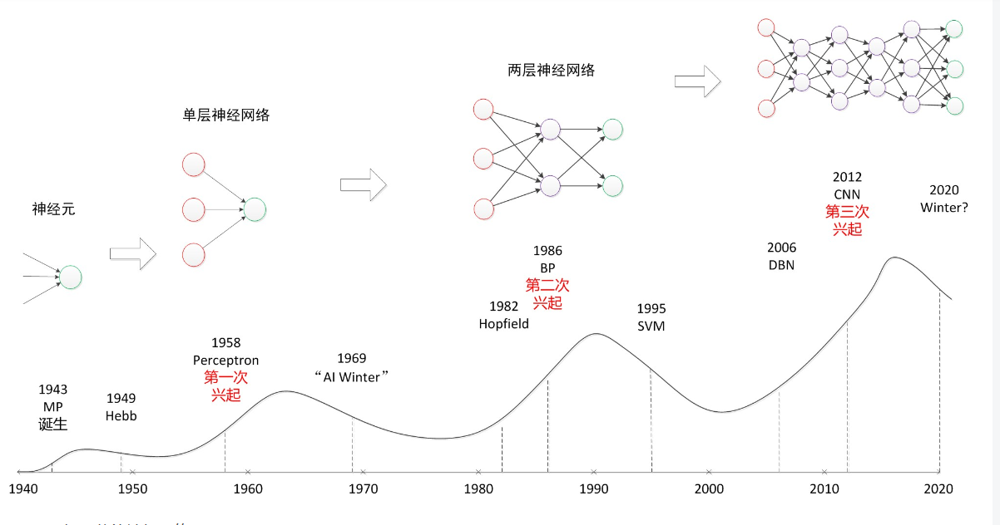 两层神经网络
单层神经网络
神经元
2012
CNN
第三次
兴起
2020
Winter?
1986
BP
第二次
兴起
2006
DBN
1982
Hopfield
1995
SVM
1958
Perceptron
第一次
兴起
1969
“AI Winter”
1943
MP
诞生
1949
Hebb
1940 1950 1960 1970 1980 1990 2000 2010 2020